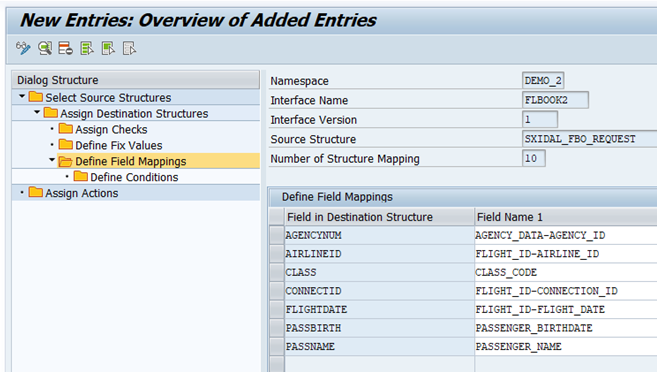 New Entries: Overview of Added Entries
Dialog Structure
Select Source Structures
Assign Destination Structures
Assign Checks
Define Fix Values
Define Field Mappings
Define Conditions
Assign Actions
Namespace DEMO_2
Interface Name FLBOOK2
Interface Version 1
Source Structure SXIDAL_FBO_REQUEST
Number of Structure Mapping 10
Define Field Mappings
Field in Destination Structure Field Name 1
AGENCYNUM AGENCY_DATA-AGENCY_ID
AIRLINEID FLIGHT_ID-AIRLINE_ID
CLASS CLASS_CODE
CONNECTID FLIGHT_ID-CONNECTION_ID
FLIGHTDATE FLIGHT_ID-FLIGHT_DATE
PASSBIRTH PASSENGER_BIRTHDATE
PASSNAME PASSENGER_NAME